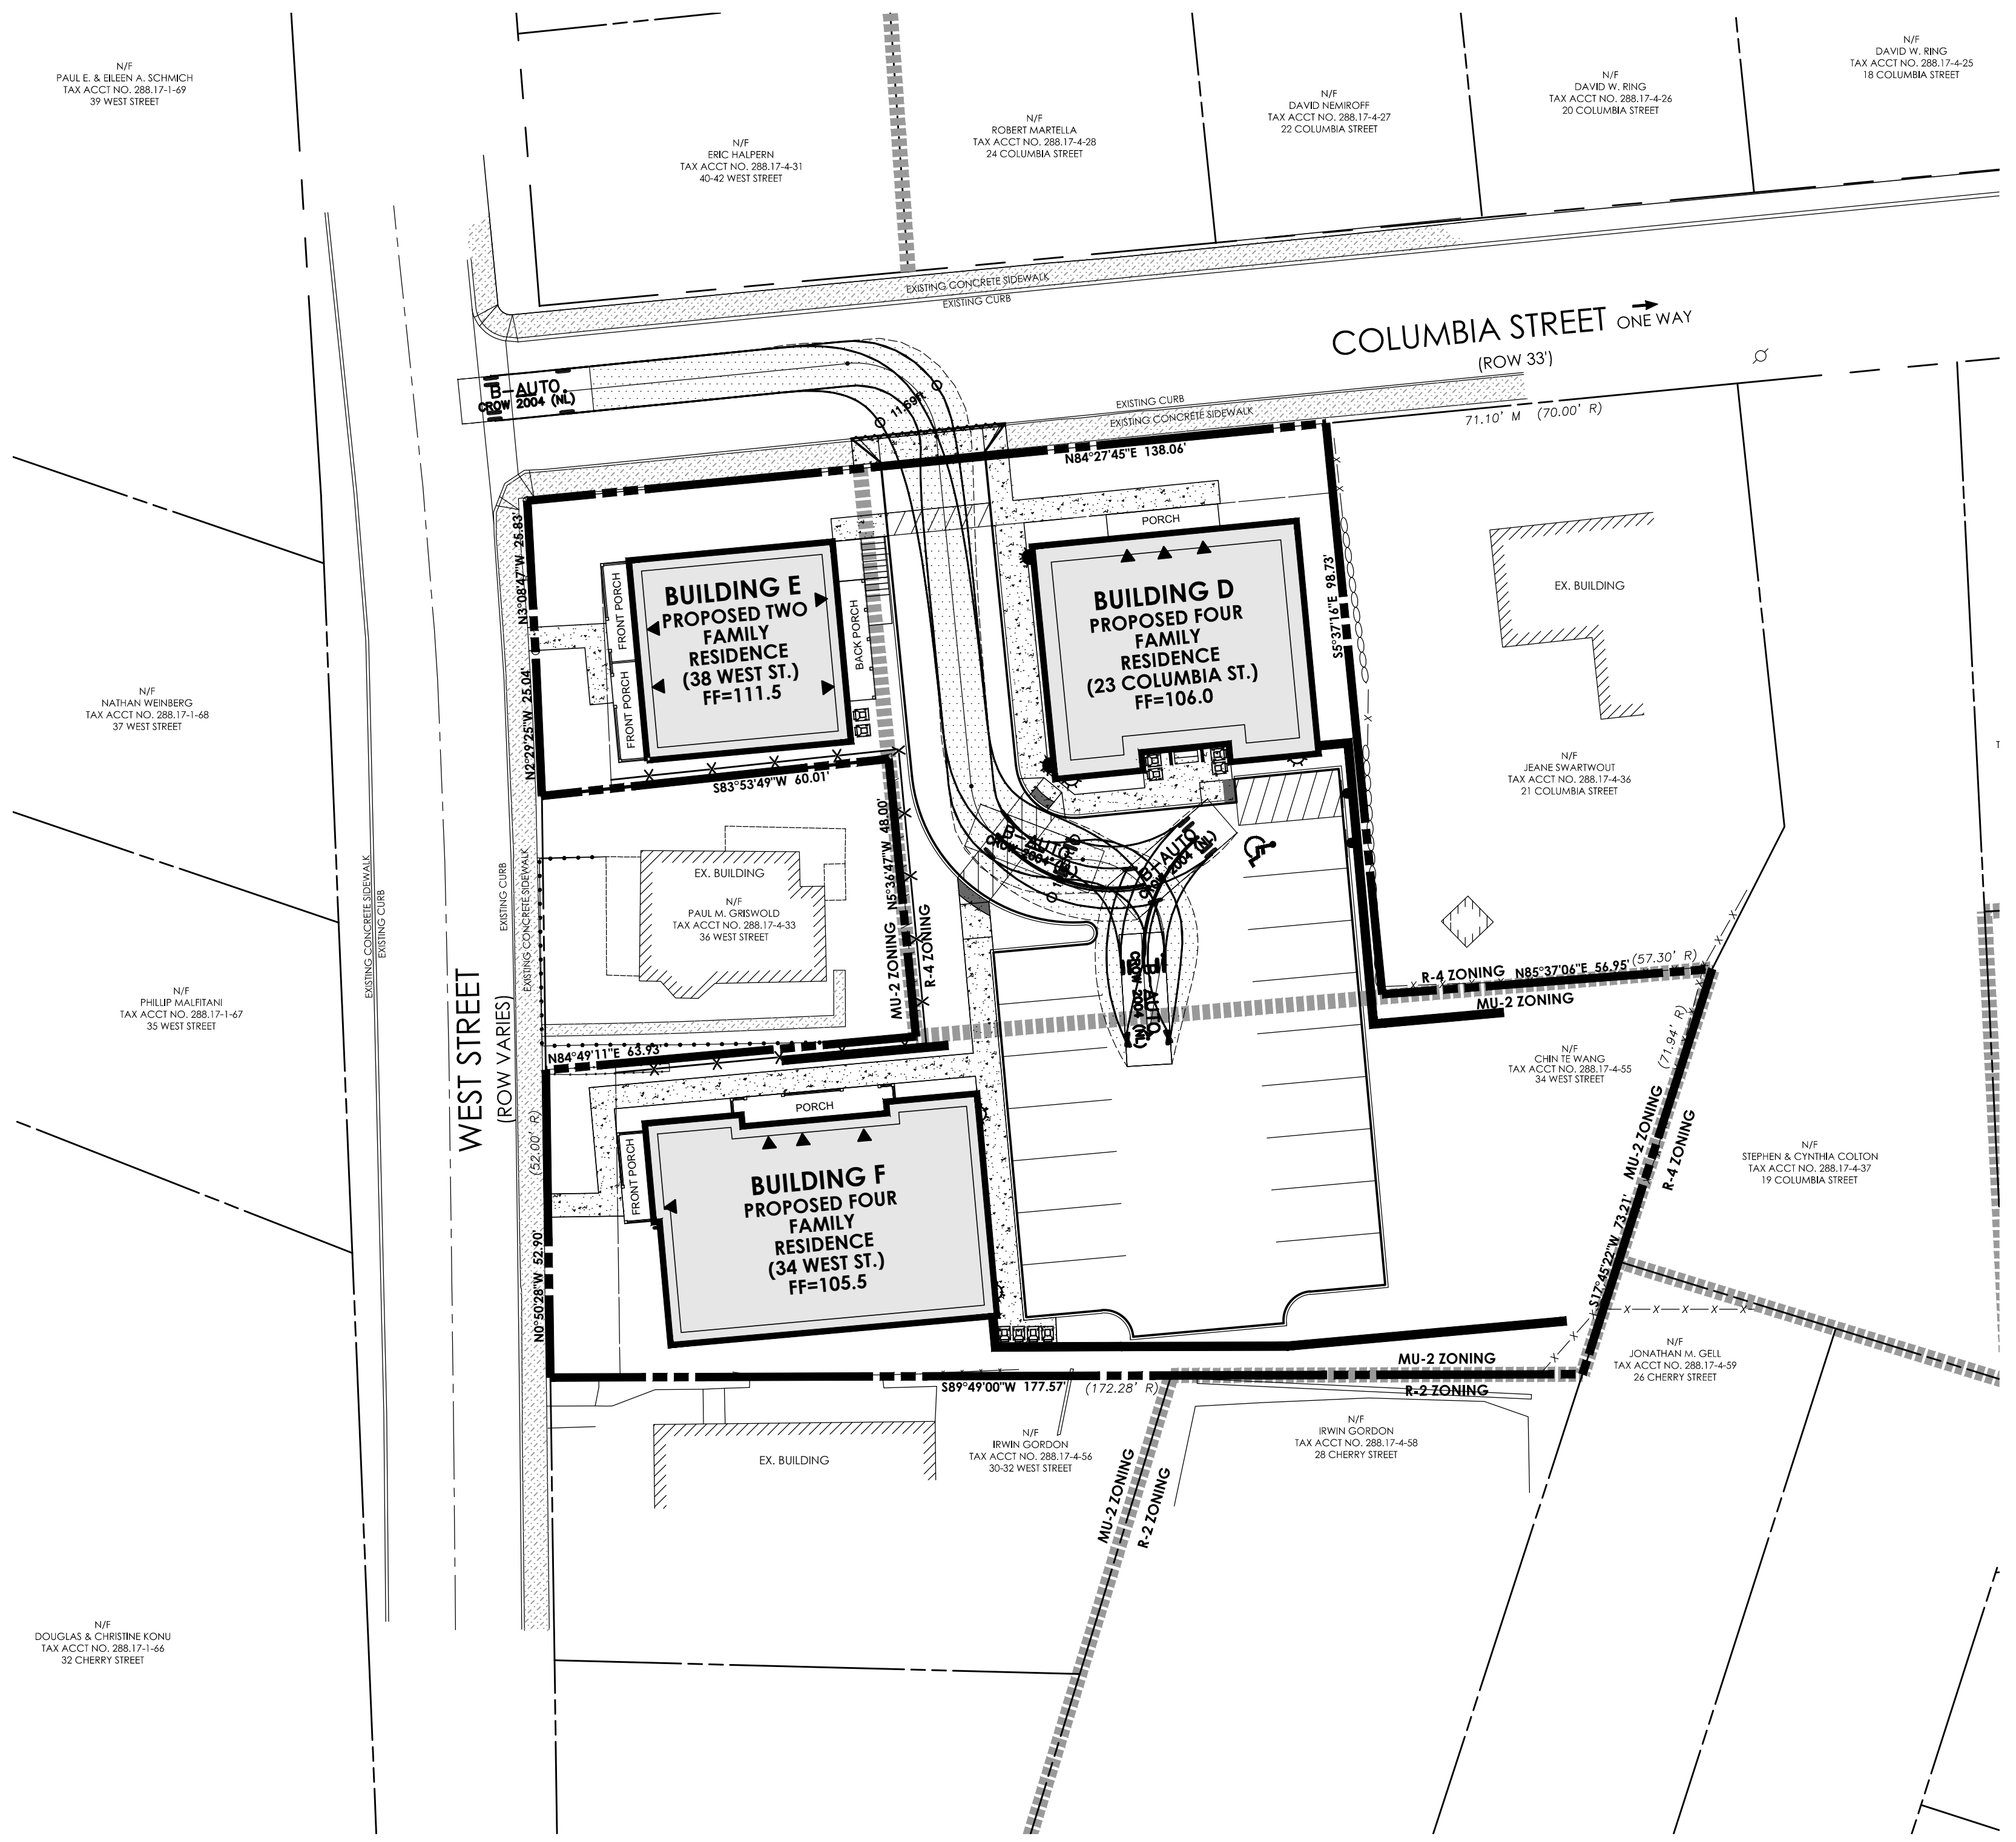 N/F
PAUL E. & EILEEN A. SCHMICH
TAX ACCT NO. 288.17-1-69
39 WEST STREET
N/F
ERIC HALPERN
TAX ACCT NO. 288.17-4-31
40-42 WEST STREET
N/F
ROBERT MARTELLA
TAX ACCT NO. 288.17-4-28
24 COLUMBIA STREET
N/F
DAVID NEMIROFF
TAX ACCT NO. 288.17-4-27
22 COLUMBIA STREET
N/F
DAVID W. RING
TAX ACCT NO. 288.17-4-26
20 COLUMBIA STREET
N/F
DAVID W. RING
TAX ACCT NO. 288.17-4-25
18 COLUMBIA STREET
EXISTING CONCRETE SIDEWALK
EXISTING CURB
COLUMBIA STREET ONE WAY
(ROW 33')
B-AUTO
CROW 2004 (NL)
11.69ft
EXISTING CURB
EXISTING CONCRETE SIDEWALK
71.10' M (70.00' R)
N84°27'45"E 138.06'
N3°08'47"W 25.83'
N2°29'25"W 25.04'
FRONT PORCH
FRONT PORCH
BUILDING E
PROPOSED TWO
FAMILY
RESIDENCE
(38 WEST ST.)
FF=111.5
BACK PORCH
PORCH
BUILDING D
PROPOSED FOUR
FAMILY
RESIDENCE
(23 COLUMBIA ST.)
FF=106.0
S5°37'16"E 98.73'
EX. BUILDING
N/F
JEANE SWARTWOUT
TAX ACCT NO. 288.17-4-36
21 COLUMBIA STREET
N/F
NATHAN WEINBERG
TAX ACCT NO. 288.17-1-68
37 WEST STREET
S83°53'49"W 60.01'
B-AUTO
CROW 2004
B-AUTO
CROW 2004 (NL)
B-AUTO
CROW 2004 (NL)
EX. BUILDING
N/F
PAUL M. GRISWOLD
TAX ACCT NO. 288.17-4-33
36 WEST STREET
MU-2 ZONING N5°36'47"W 48.00'
R-4 ZONING
EXISTING CONCRETE SIDEWALK
EXISTING CURB
EXISTING CURB
EXISTING CONCRETE SIDEWALK
R-4 ZONING N85°37'06"E 56.95' (57.30' R)
MU-2 ZONING
N/F
PHILLIP MALFITANI
TAX ACCT NO. 288.17-1-67
35 WEST STREET
WEST STREET
(ROW VARIES)
N84°49'11"E 63.93'
N/F
CHIN TE WANG
TAX ACCT NO. 288.17-4-55
34 WEST STREET
(71.94' R)
S17°45'22"W 73.21' MU-2 ZONING
R-4 ZONING
N/F
STEPHEN & CYNTHIA COLTON
TAX ACCT NO. 288.17-4-37
19 COLUMBIA STREET
(52.00' R)
N0°50'28"W 52.90'
PORCH
FRONT PORCH
BUILDING F
PROPOSED FOUR
FAMILY
RESIDENCE
(34 WEST ST.)
FF=105.5
MU-2 ZONING
S89°49'00"W 177.57' (172.28' R)
R-2 ZONING
N/F
JONATHAN M. GELL
TAX ACCT NO. 288.17-4-59
26 CHERRY STREET
EX. BUILDING
N/F
IRWIN GORDON
TAX ACCT NO. 288.17-4-56
30-32 WEST STREET
N/F
IRWIN GORDON
TAX ACCT NO. 288.17-4-58
28 CHERRY STREET
MU-2 ZONING
R-2 ZONING
N/F
DOUGLAS & CHRISTINE KONU
TAX ACCT NO. 288.17-1-66
32 CHERRY STREET